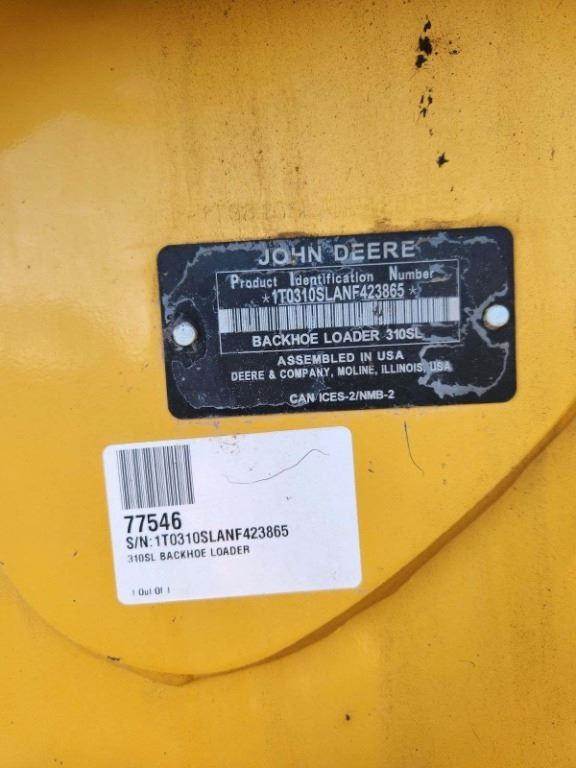 JOHN DEERE
Product Identification Number
*1T0310SLANF423865*
BACKHOE LOADER 310SL
ASSEMBLED IN USA
DEERE & COMPANY, MOLINE, ILLINOIS, USA
CAN ICES-2/NMB-2
77546
S/N:1T0310SLANF423865
310SL BACKHOE LOADER
1 Out Of 1